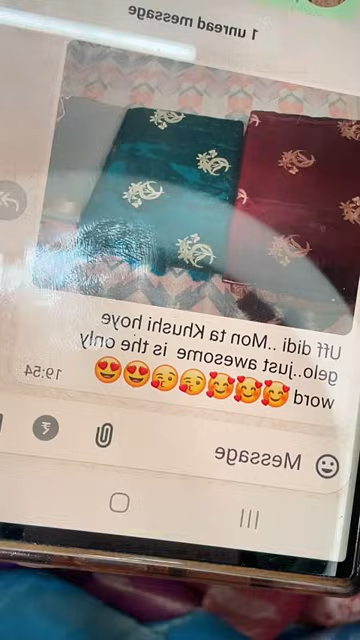 1 unread message
Uff didi..Mon ta Khushi hoye
gelo..just awesome is the only
word 🥰🥰🥰😘😘😍😍
19:54
Message